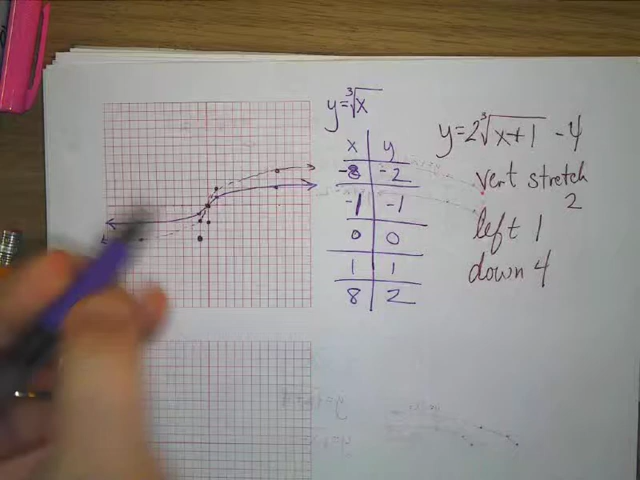 y=∛x
x y
-8 -2
-1 -1
0 0
1 1
8 2
y=2∛x+1 -4
vert stretch
2
left 1
down 4